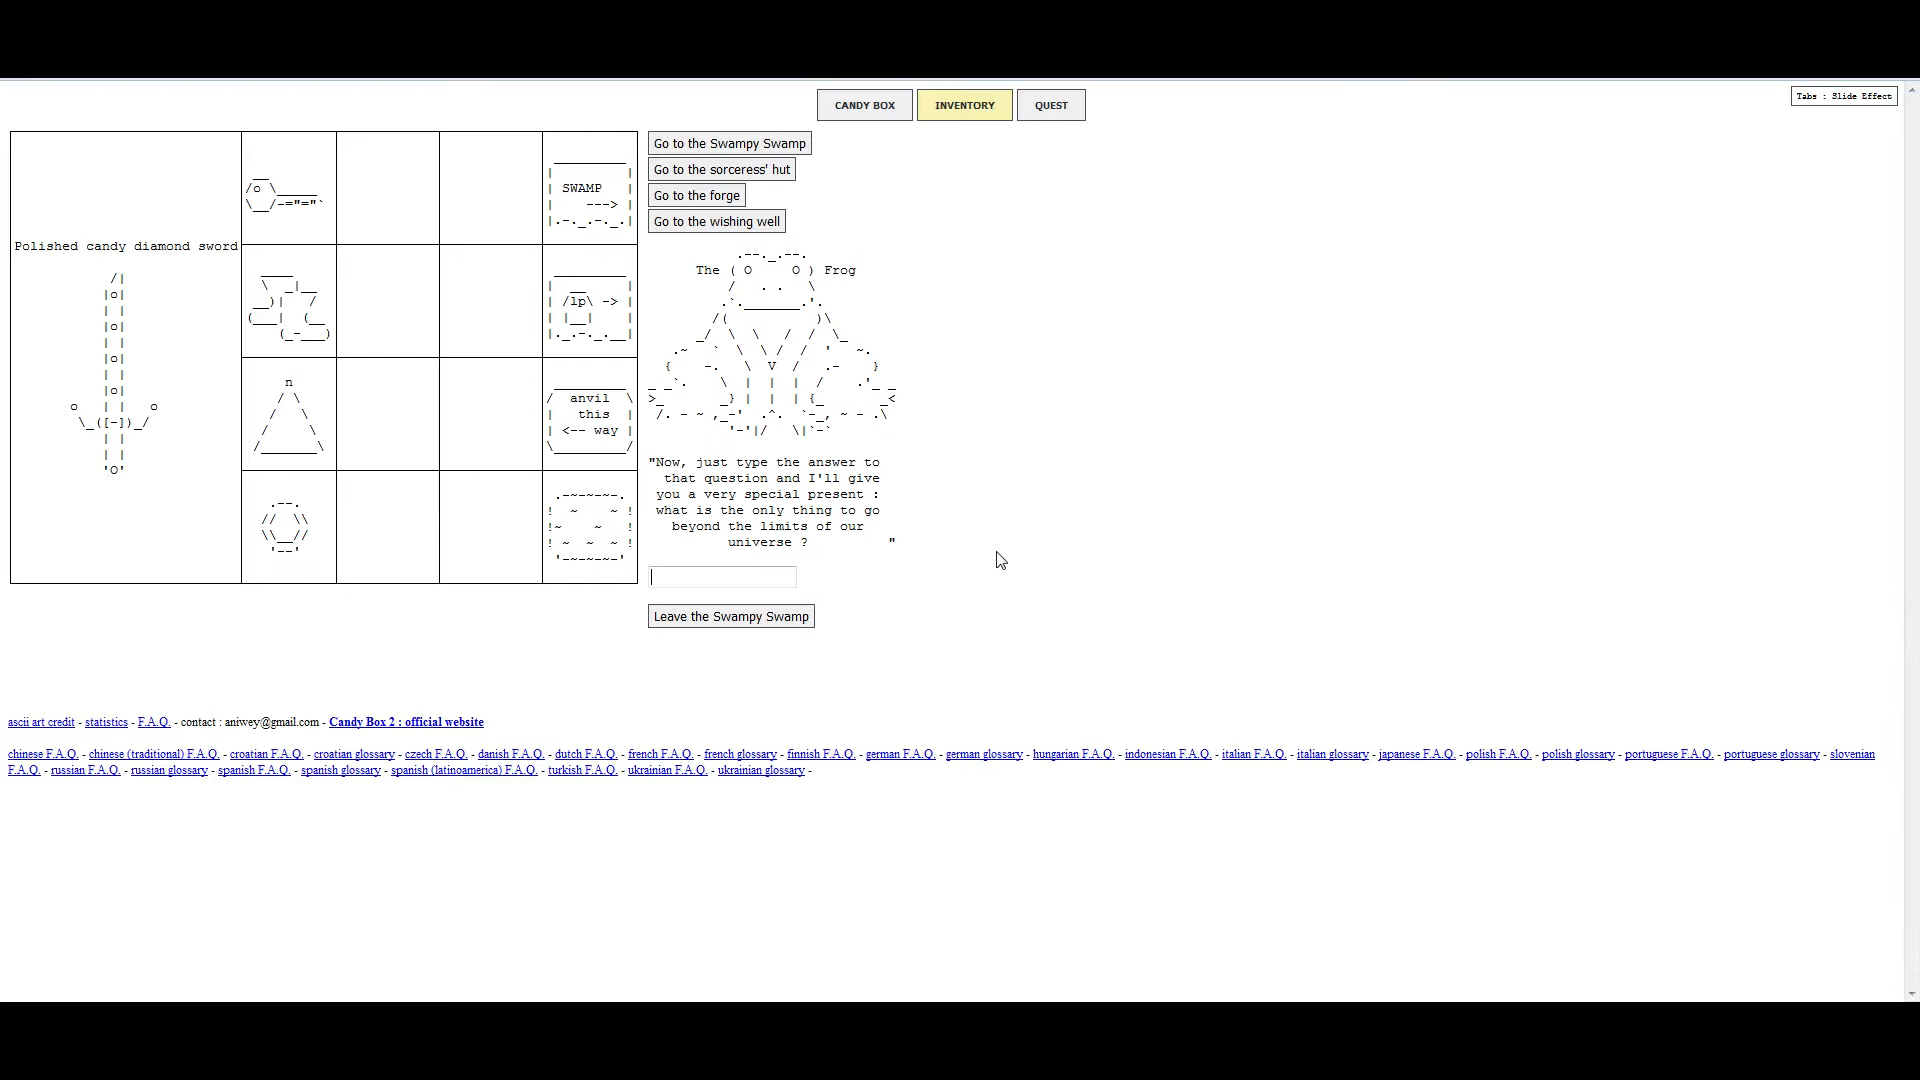 CANDY BOX
INVENTORY
QUEST
Tabs : Slide Effect
Polished candy diamond sword
SWAMP
--->
/lp\ ->
anvil
this
<-- way
Go to the Swampy Swamp
Go to the sorceress' hut
Go to the forge
Go to the wishing well
The ( O O ) Frog
"Now, just type the answer to
that question and I'll give
you a very special present :
what is the only thing to go
beyond the limits of our
universe ? "
Leave the Swampy Swamp
ascii art credit - statistics - F.A.Q. - contact : aniwey@gmail.com - Candy Box 2 : official website
chinese F.A.Q. - chinese (traditional) F.A.Q. - croatian F.A.Q. - croatian glossary - czech F.A.Q. - danish F.A.Q. - dutch F.A.Q. - french F.A.Q. - french glossary - finnish F.A.Q. - german F.A.Q. - german glossary - hungarian F.A.Q. - indonesian F.A.Q. - italian F.A.Q. - italian glossary - japanese F.A.Q. - polish F.A.Q. - polish glossary - portuguese F.A.Q. - portuguese glossary - slovenian
F.A.Q. - russian F.A.Q. - russian glossary - spanish F.A.Q. - spanish glossary - spanish (latinoamerica) F.A.Q. - turkish F.A.Q. - ukrainian F.A.Q. - ukrainian glossary -